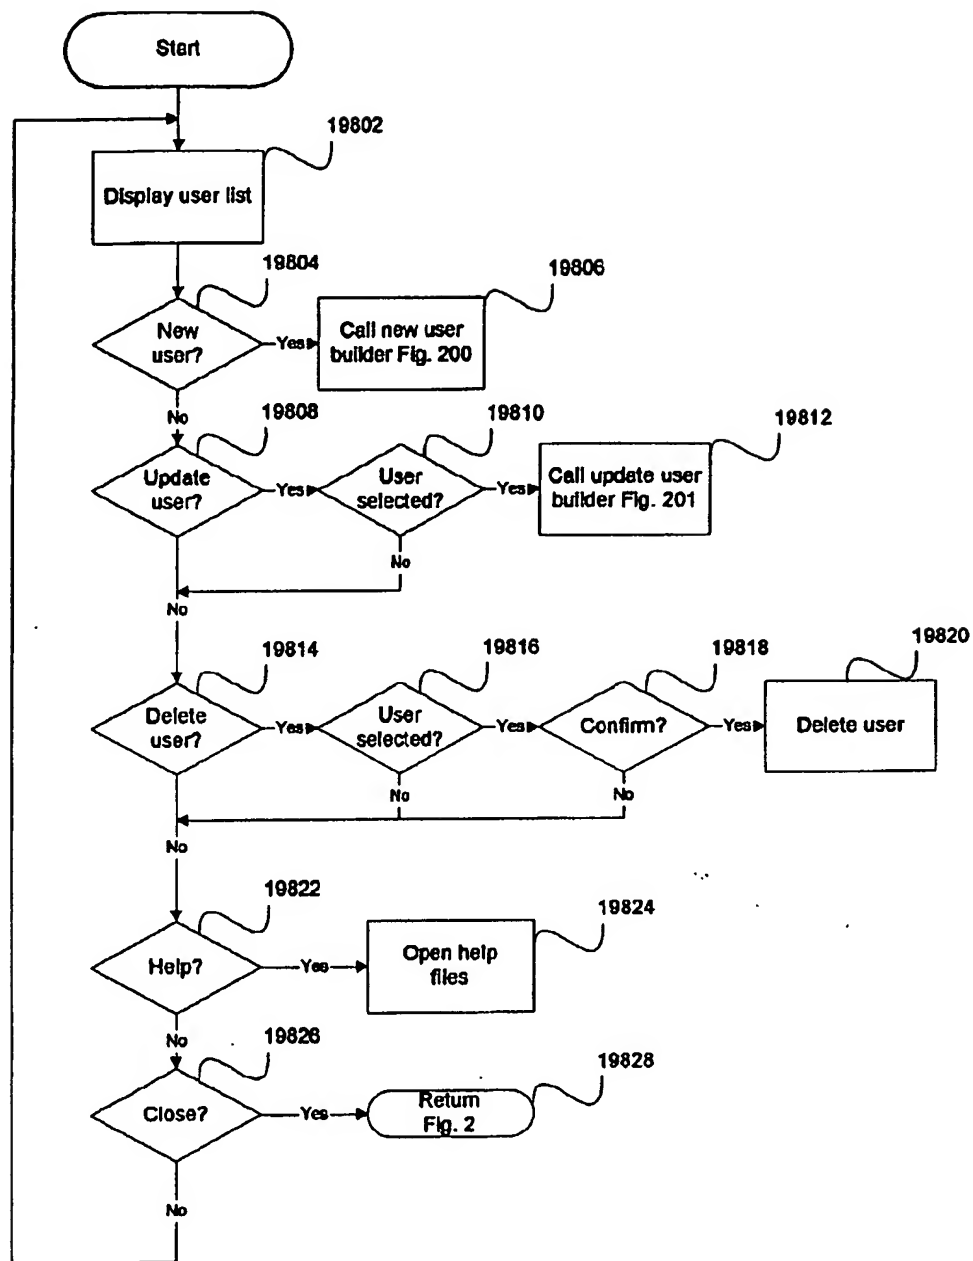 Start
19802
Display user list
19804
New
user?
Yes
19806
Call new user
builder Fig. 200
No
19808
Update
user?
Yes
19810
User
selected?
Yes
19812
Call update user
builder Fig. 201
No
No
19814
Delete
user?
Yes
19816
User
selected?
Yes
19818
Confirm?
Yes
19820
Delete user
No
No
No
19822
Help?
Yes
19824
Open help
files
No
19826
Close?
Yes
19828
Return
Fig. 2
No